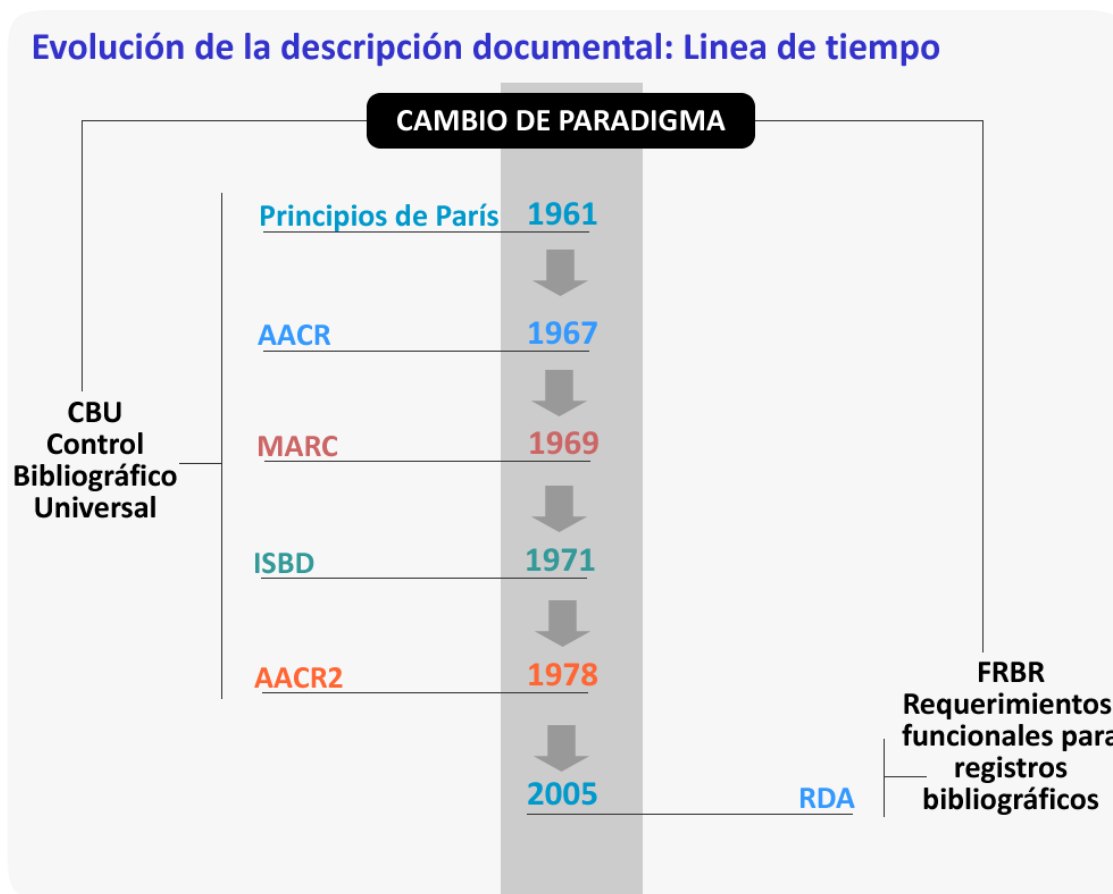 Evolución de la descripción documental: Linea de tiempo
CAMBIO DE PARADIGMA
Principios de París 1961
AACR 1967
MARC 1969
ISBD 1971
AACR2 1978
2005 RDA
CBU
Control
Bibliográfico
Universal
FRBR
Requerimientos
funcionales para
registros
bibliográficos